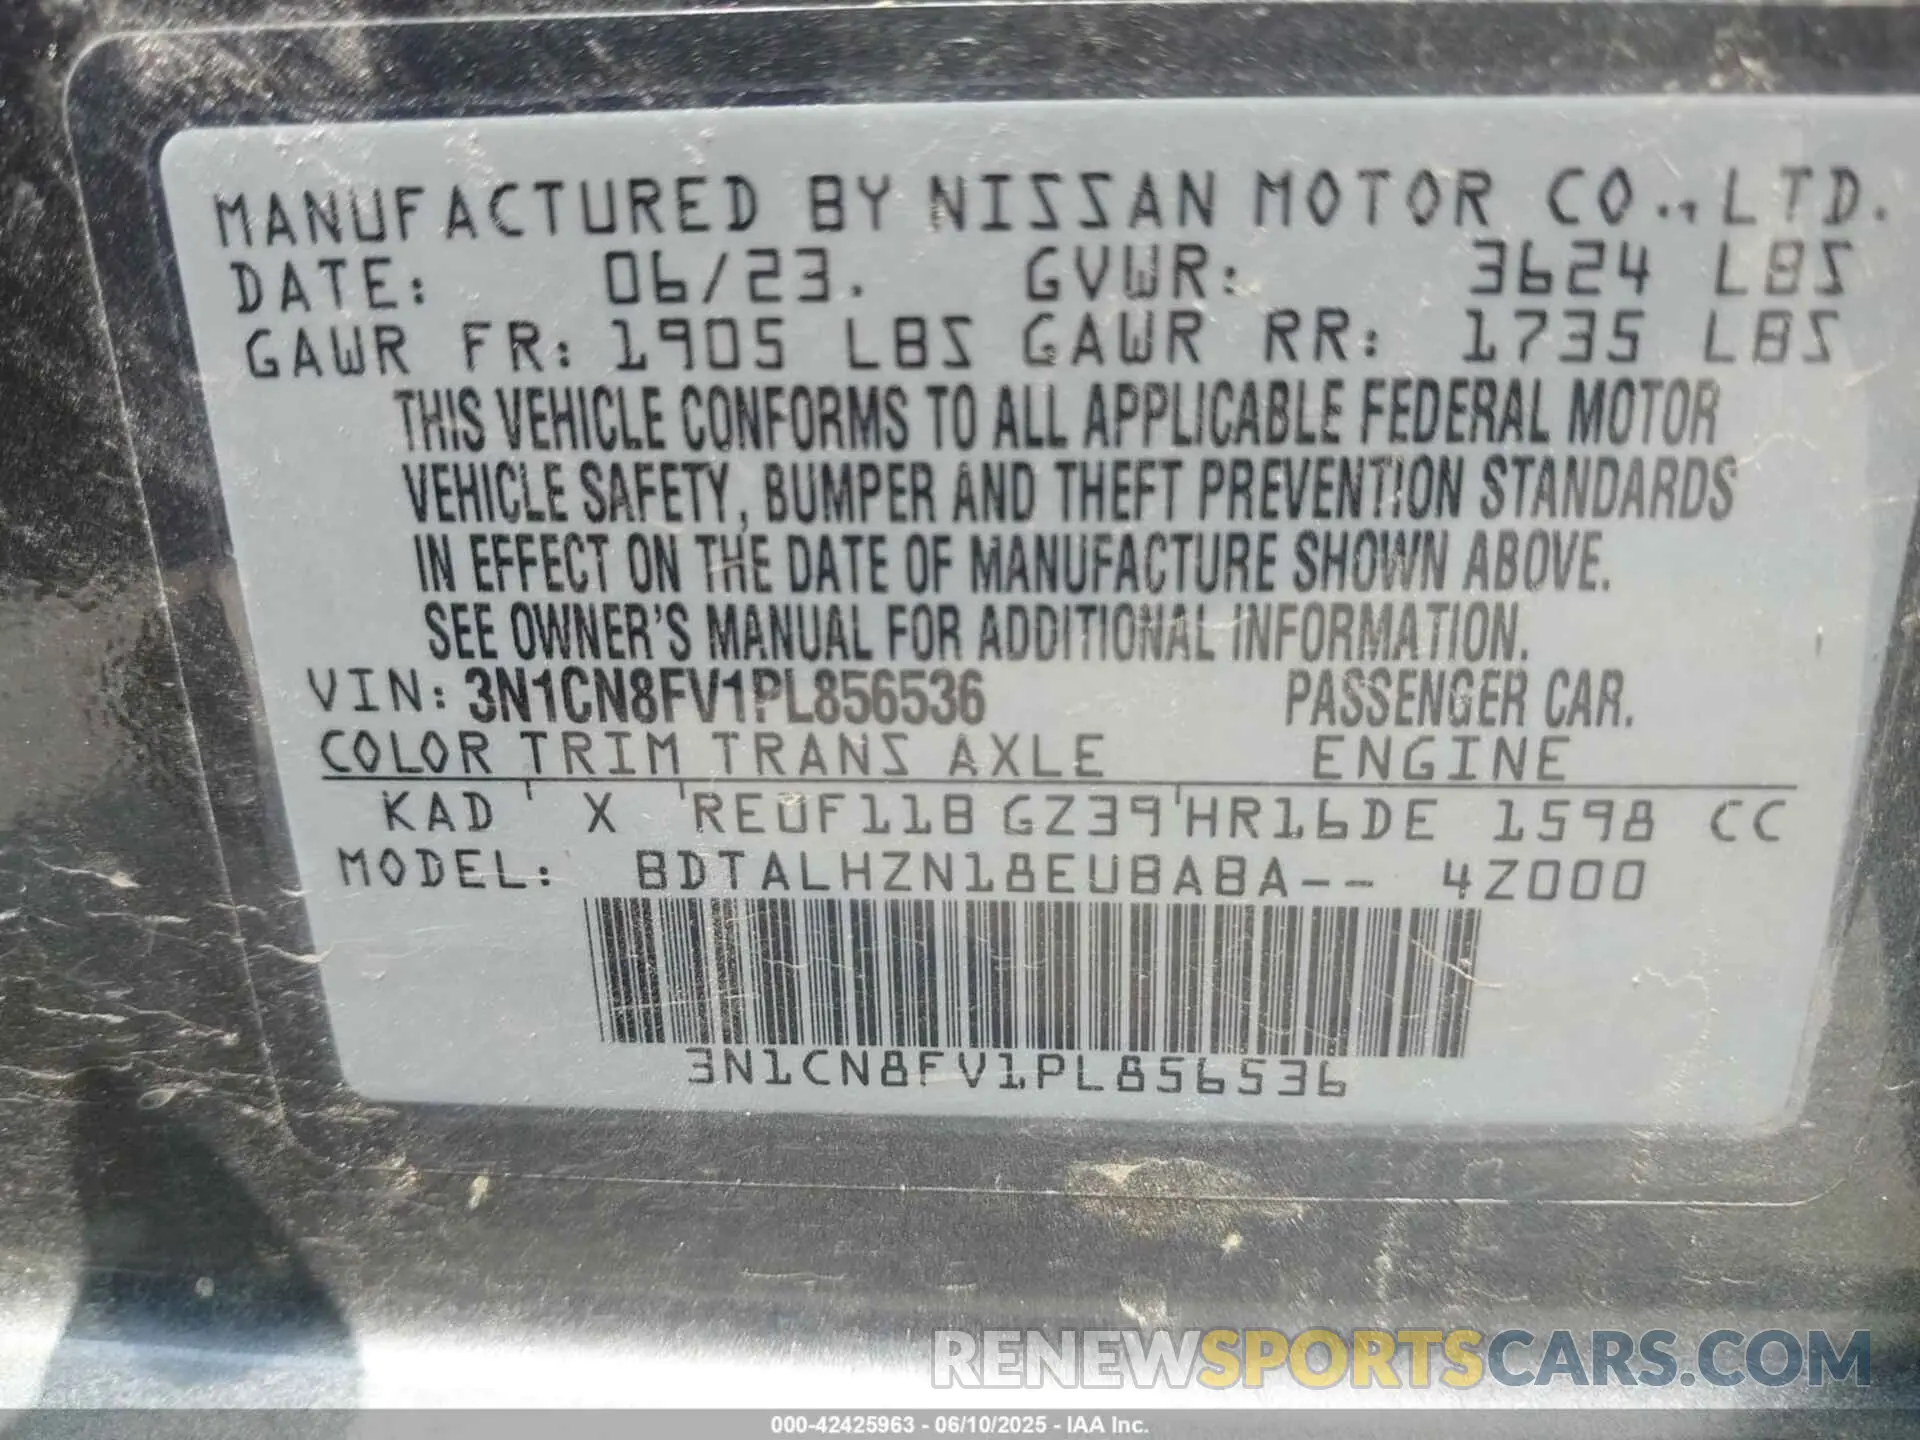 MANUFACTURED BY NISSAN MOTOR CO., LTD.
DATE: 06/23. GVWR: 3624 LBS
GAWR FR: 1905 LBS GAWR RR: 1735 LBS
THIS VEHICLE CONFORMS TO ALL APPLICABLE FEDERAL MOTOR
VEHICLE SAFETY, BUMPER AND THEFT PREVENTION STANDARDS
IN EFFECT ON THE DATE OF MANUFACTURE SHOWN ABOVE.
SEE OWNER'S MANUAL FOR ADDITIONAL INFORMATION.
VIN: 3N1CN8FV1PL856536 PASSENGER CAR.
COLOR TRIM TRANS AXLE ENGINE
KAD X RE0F11B GZ39 HR16DE 1598 CC
MODEL: BDTALHZN18EUBABA-- 4Z000
3N1CN8FV1PL856536
RENEWSPORTSCARS.COM
000-42425963 - 06/10/2025 - IAA Inc.